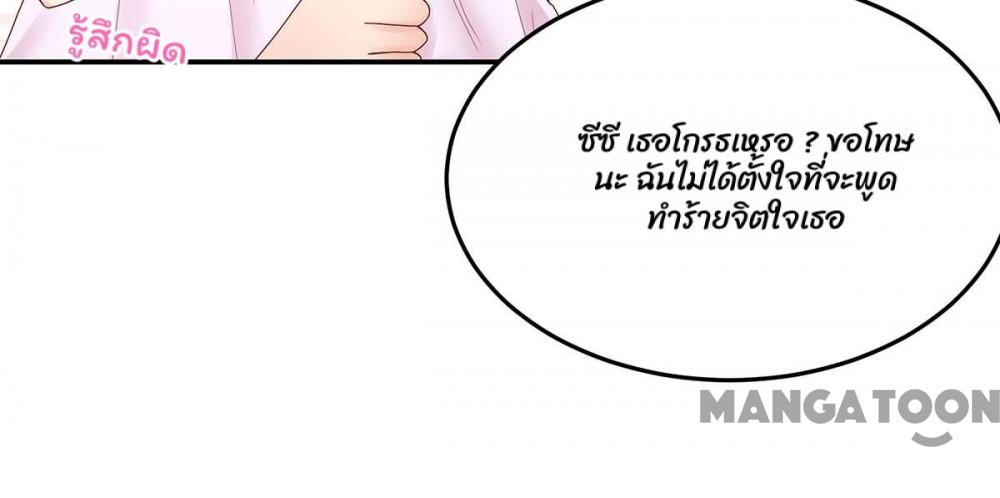 รู้สึกผิด
ซีซี เธอโกรธเหรอ ? ขอโทษ
นะ ฉันไม่ได้ตั้งใจที่จะพูด
ทำร้ายจิตใจเธอ
MANGATOON